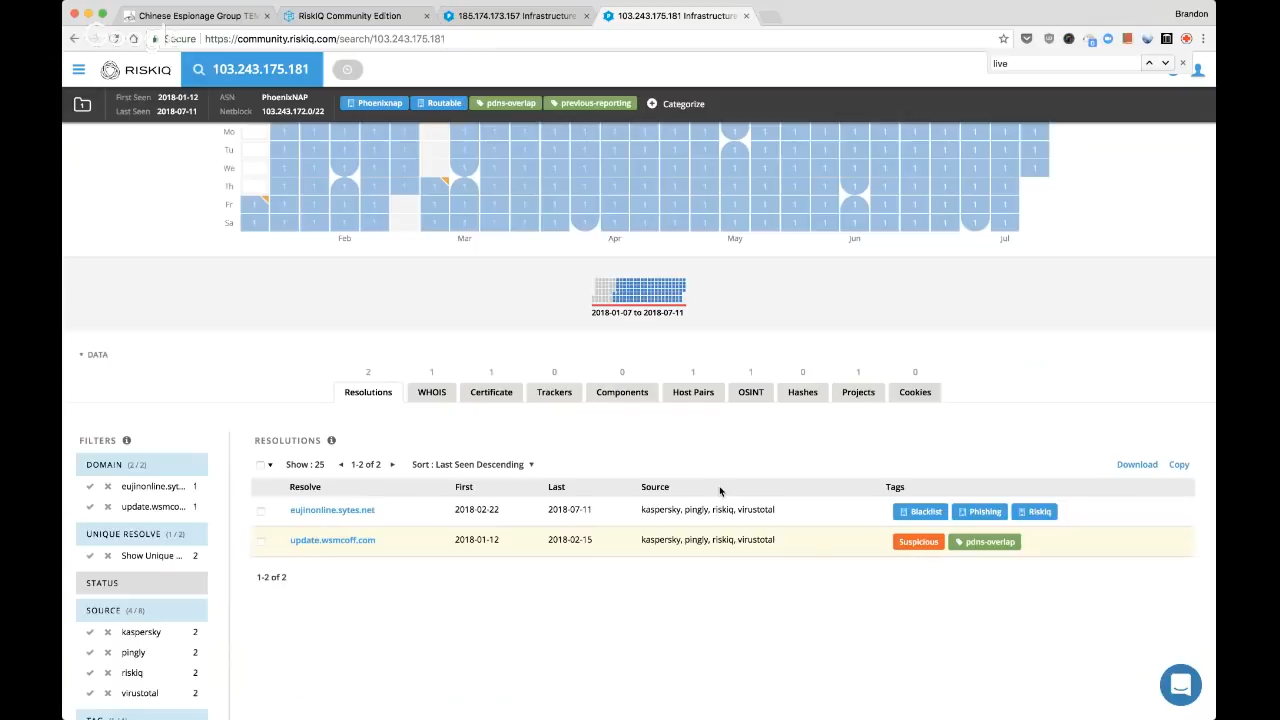 Chinese Espionage Group TEM
RiskIQ Community Edition
185.174.173.157 Infrastructure
103.243.175.181 Infrastructure
Brandon
Secure
https://community.riskiq.com/search/103.243.175.181
live
RISKIQ
103.243.175.181
First Seen 2018-01-12
Last Seen 2018-07-11
ASN PhoenixNAP
Netblock 103.243.172.0/22
Phoenixnap
Routable
pdns-overlap
previous-reporting
Categorize
Mo
Tu
We
Th
Fr
Sa
Feb Mar Apr May Jun Jul
2018-01-07 to 2018-07-11
DATA
2 1 1 0 0 1 1 0 1 0
Resolutions WHOIS Certificate Trackers Components Host Pairs OSINT Hashes Projects Cookies
FILTERS
DOMAIN (2 / 2)
eujinonline.syt... 1
update.wsmco... 1
UNIQUE RESOLVE (1 / 2)
Show Unique ... 2
STATUS
SOURCE (4 / 8)
kaspersky 2
pingly 2
riskiq 2
virustotal 2
RESOLUTIONS
Show : 25 1-2 of 2 Sort : Last Seen Descending Download Copy
Resolve First Last Source Tags
eujinonline.sytes.net 2018-02-22 2018-07-11 kaspersky, pingly, riskiq, virustotal Blacklist Phishing Riskiq
update.wsmcoff.com 2018-01-12 2018-02-15 kaspersky, pingly, riskiq, virustotal Suspicious pdns-overlap
1-2 of 2